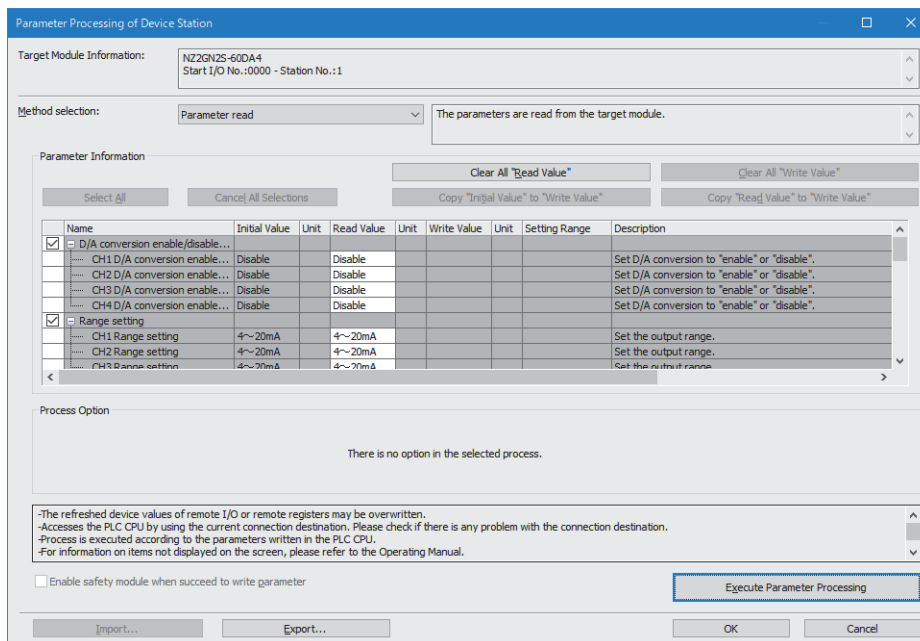 Parameter Processing of Device Station
Target Module Information:
NZ2GN2S-60DA4
Start I/O No.:0000 - Station No.:1
Method selection:
Parameter read
The parameters are read from the target module.
Parameter Information
Clear All "Read Value"
Clear All "Write Value"
Select All
Cancel All Selections
Copy "Initial Value" to "Write Value"
Copy "Read Value" to "Write Value"
Name Initial Value Unit Read Value Unit Write Value Unit Setting Range Description
D/A conversion enable/disable...
CH1 D/A conversion enable... Disable Disable Set D/A conversion to "enable" or "disable".
CH2 D/A conversion enable... Disable Disable Set D/A conversion to "enable" or "disable".
CH3 D/A conversion enable... Disable Disable Set D/A conversion to "enable" or "disable".
CH4 D/A conversion enable... Disable Disable Set D/A conversion to "enable" or "disable".
Range setting
CH1 Range setting 4～20mA 4～20mA Set the output range.
CH2 Range setting 4～20mA 4～20mA Set the output range.
CH3 Range setting 4～20mA 4～20mA Set the output range.
Process Option
There is no option in the selected process.
-The refreshed device values of remote I/O or remote registers may be overwritten.
-Accesses the PLC CPU by using the current connection destination. Please check if there is any problem with the connection destination.
-Process is executed according to the parameters written in the PLC CPU.
-For information on items not displayed on the screen, please refer to the Operating Manual.
Enable safety module when succeed to write parameter
Execute Parameter Processing
Import...
Export...
OK
Cancel